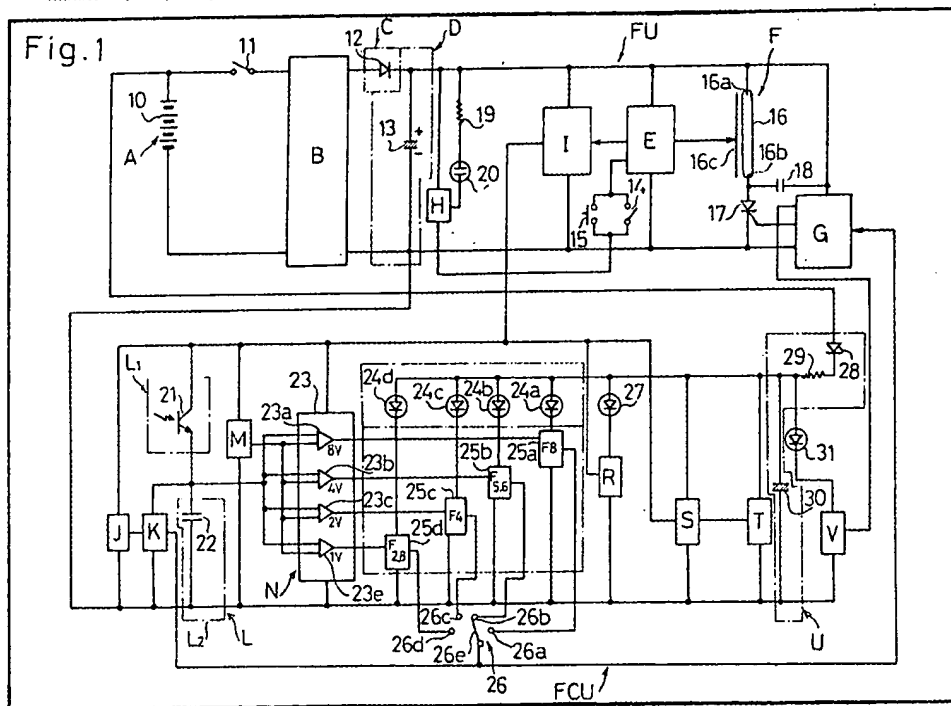 Fig.1
11
C
12
D
FU
F
10
A
B
13
19
20
H
I
E
14
15
16a
16
16c
16b
18
17
G
L1
21
M
23
23a
8V
4V
23b
2V
23c
1V
23e
N
J
K
22
L2
L
24d
24c
24b
24a
25a
F8
25b
F
5.6
25c
F4
25d
F
2.8
26c
26b
26d
26e
26a
26
FCU
27
R
S
T
29
28
31
30
V
U